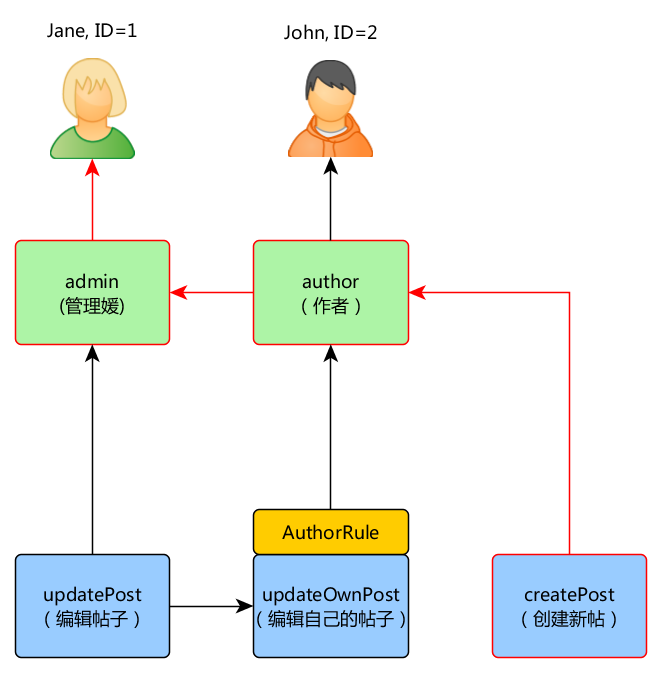 Jane, ID=1
John, ID=2
admin
(管理媛)
author
（作者）
AuthorRule
updatePost
（编辑帖子）
updateOwnPost
（编辑自己的帖子）
createPost
（创建新帖）